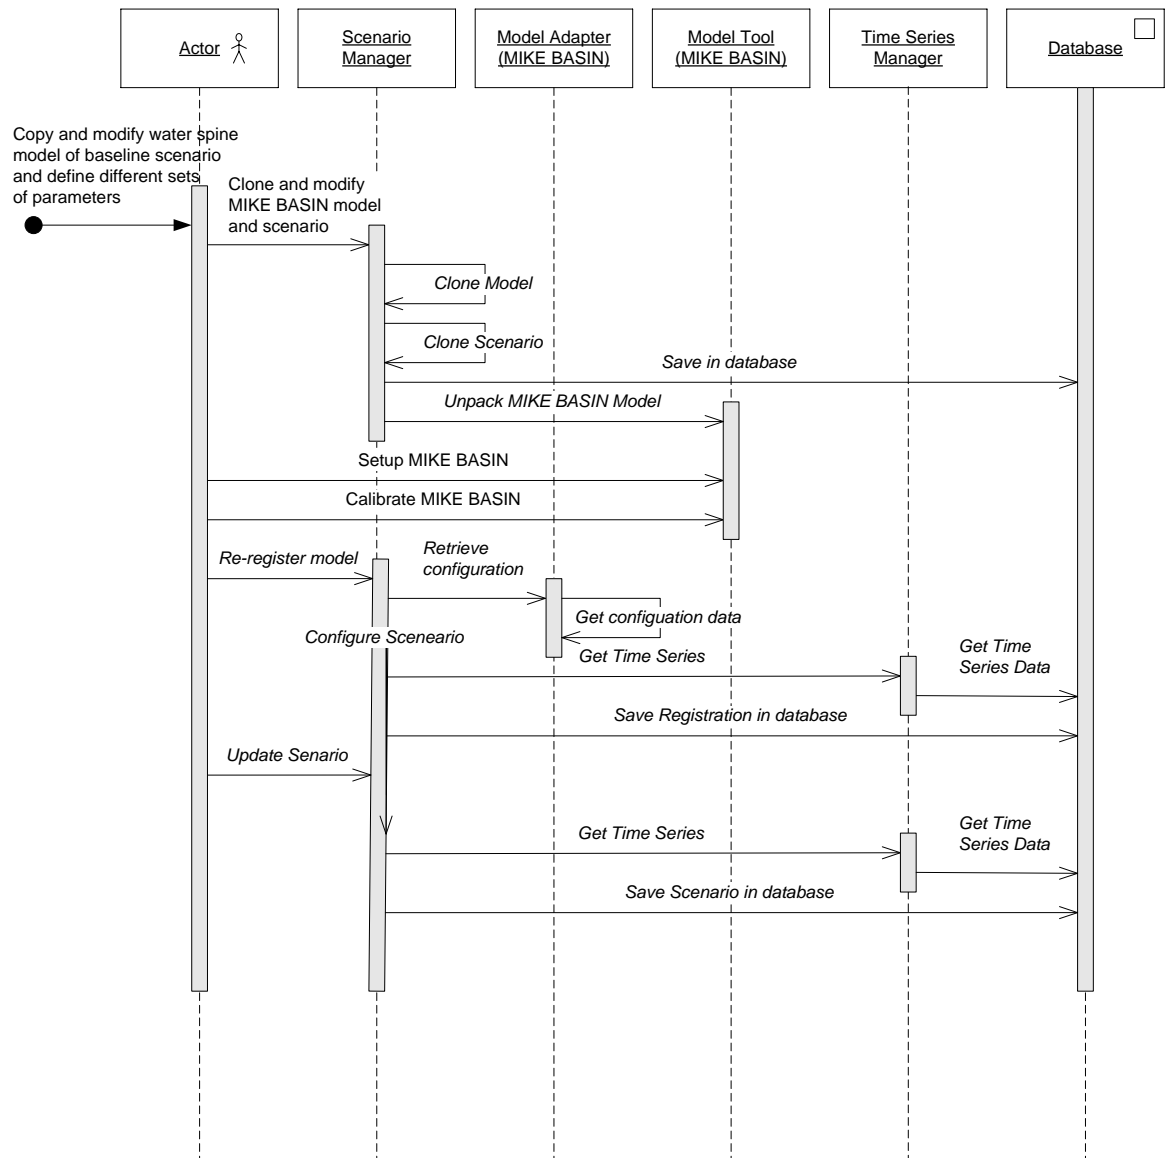 Actor
Scenario
Manager
Model Adapter
(MIKE BASIN)
Model Tool
(MIKE BASIN)
Time Series
Manager
Database
Copy and modify water spine
model of baseline scenario
and define different sets
of parameters
Clone and modify
MIKE BASIN model
and scenario
Clone Model
Clone Scenario
Save in database
Unpack MIKE BASIN Model
Setup MIKE BASIN
Calibrate MIKE BASIN
Re-register model
Retrieve
configuration
Get configuation data
Configure Sceneario
Get Time Series
Get Time
Series Data
Save Registration in database
Update Senario
Get Time Series
Get Time
Series Data
Save Scenario in database